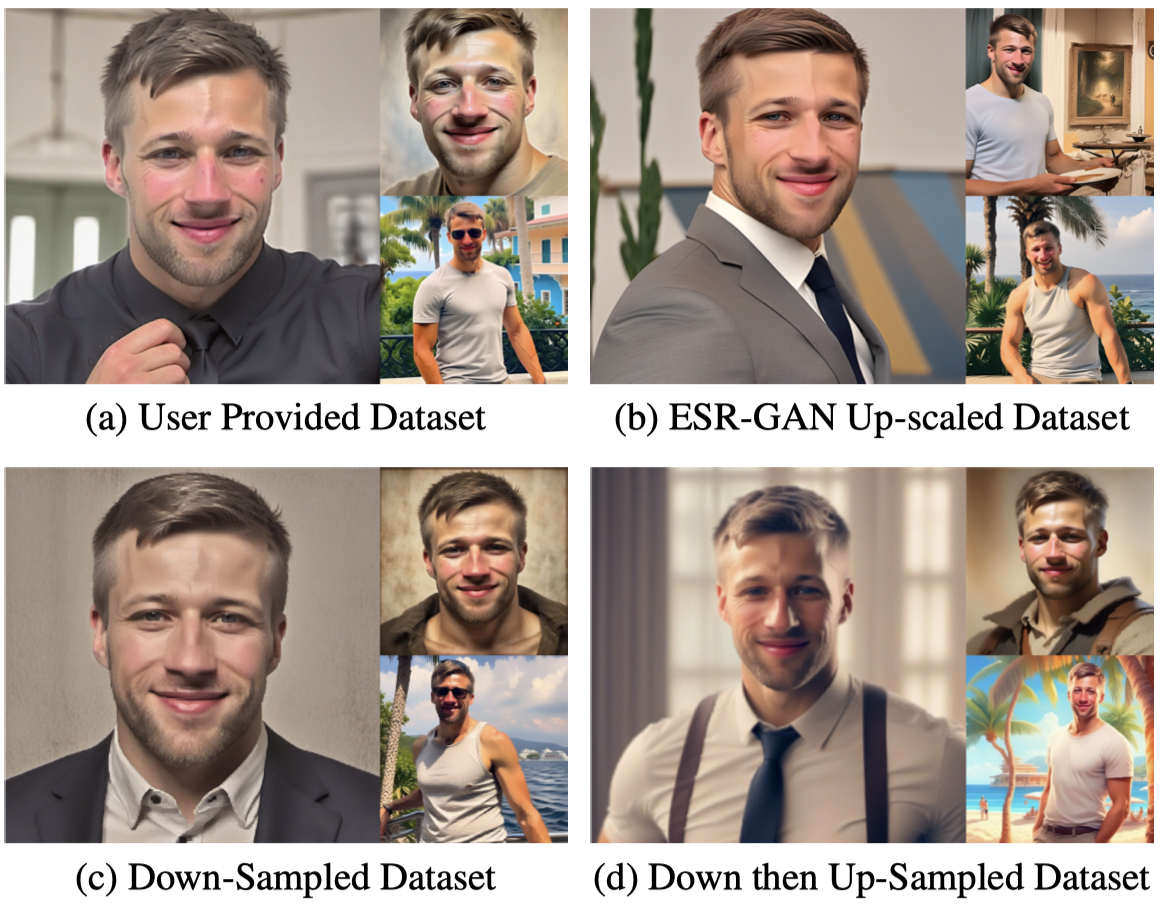 (a) User Provided Dataset
(b) ESR-GAN Up-scaled Dataset
(c) Down-Sampled Dataset
(d) Down then Up-Sampled Dataset